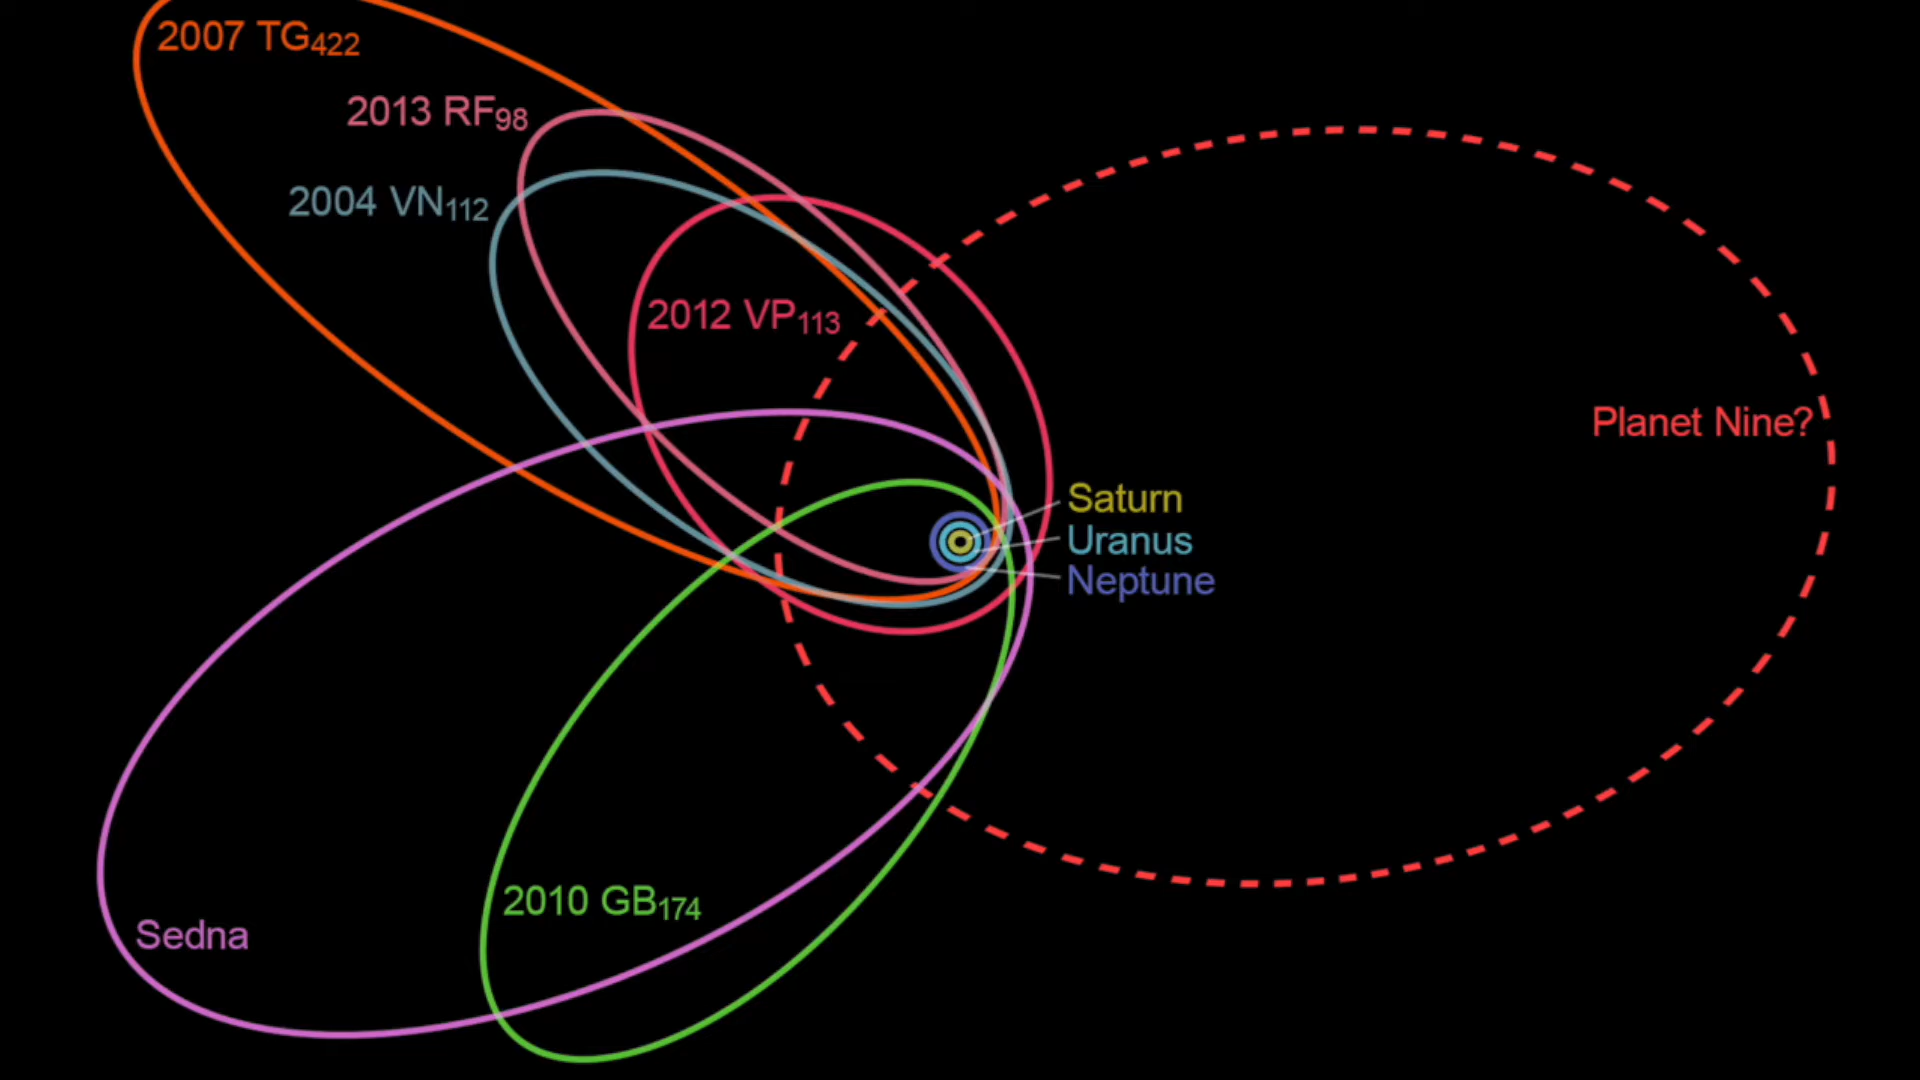 2007 TG₄₂₂
2013 RF₉₈
2004 VN₁₁₂
2012 VP₁₁₃
Planet Nine?
Saturn
Uranus
Neptune
2010 GB₁₇₄
Sedna